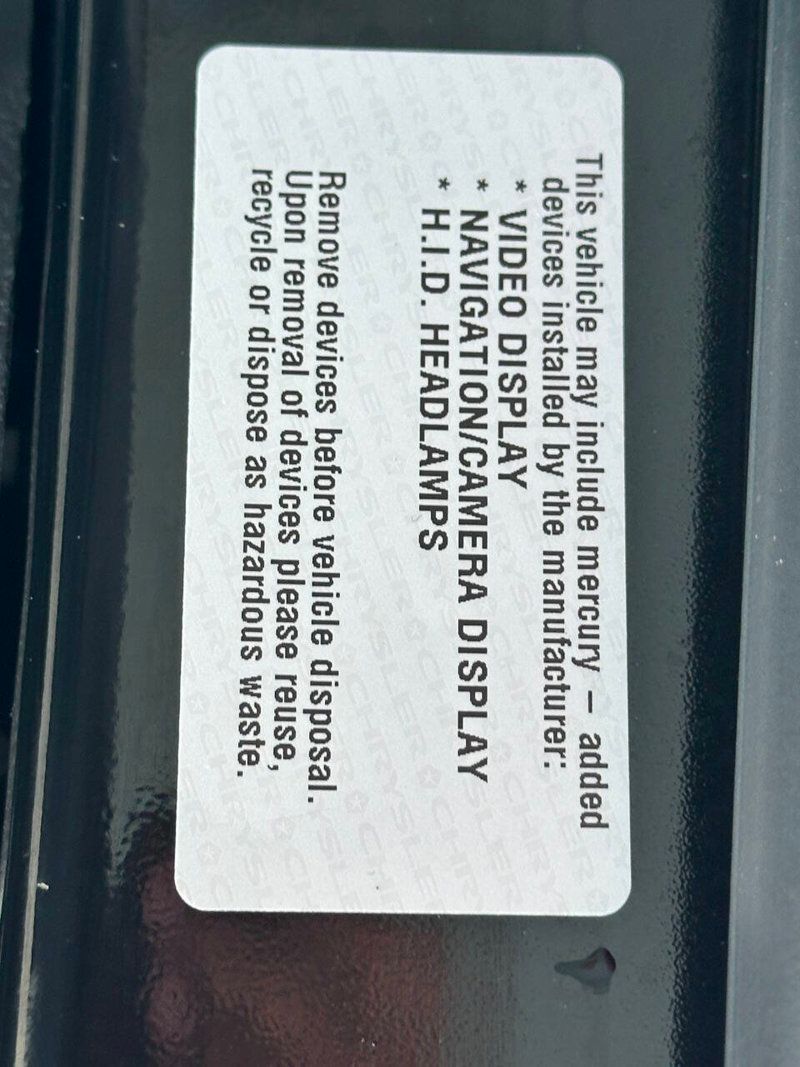 This vehicle may include mercury – added
devices installed by the manufacturer:
* VIDEO DISPLAY
* NAVIGATION/CAMERA DISPLAY
* H.I.D. HEADLAMPS
Remove devices before vehicle disposal.
Upon removal of devices please reuse,
recycle or dispose as hazardous waste.